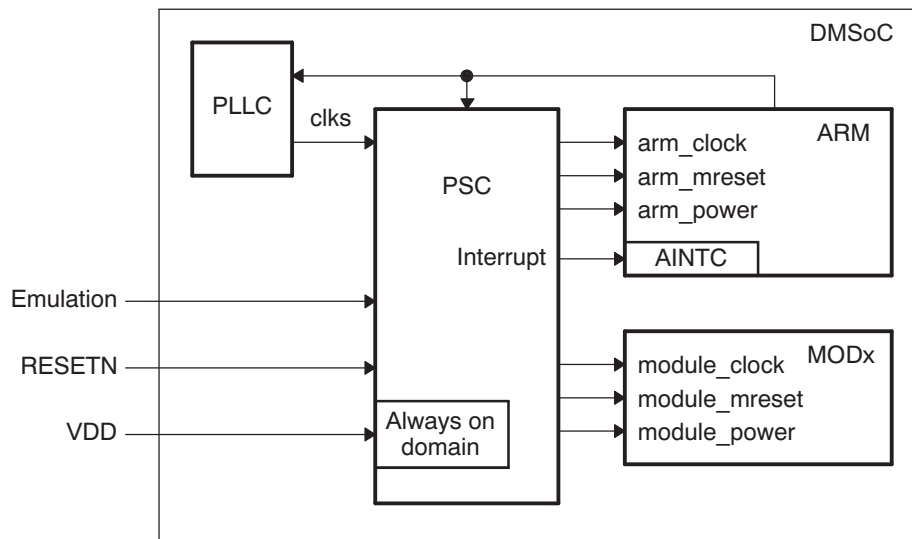 DMSoC
PLLC
clks
ARM
arm_clock
arm_mreset
arm_power
PSC
Interrupt
AINTC
Emulation
RESETN
VDD
Always on
domain
MODx
module_clock
module_mreset
module_power